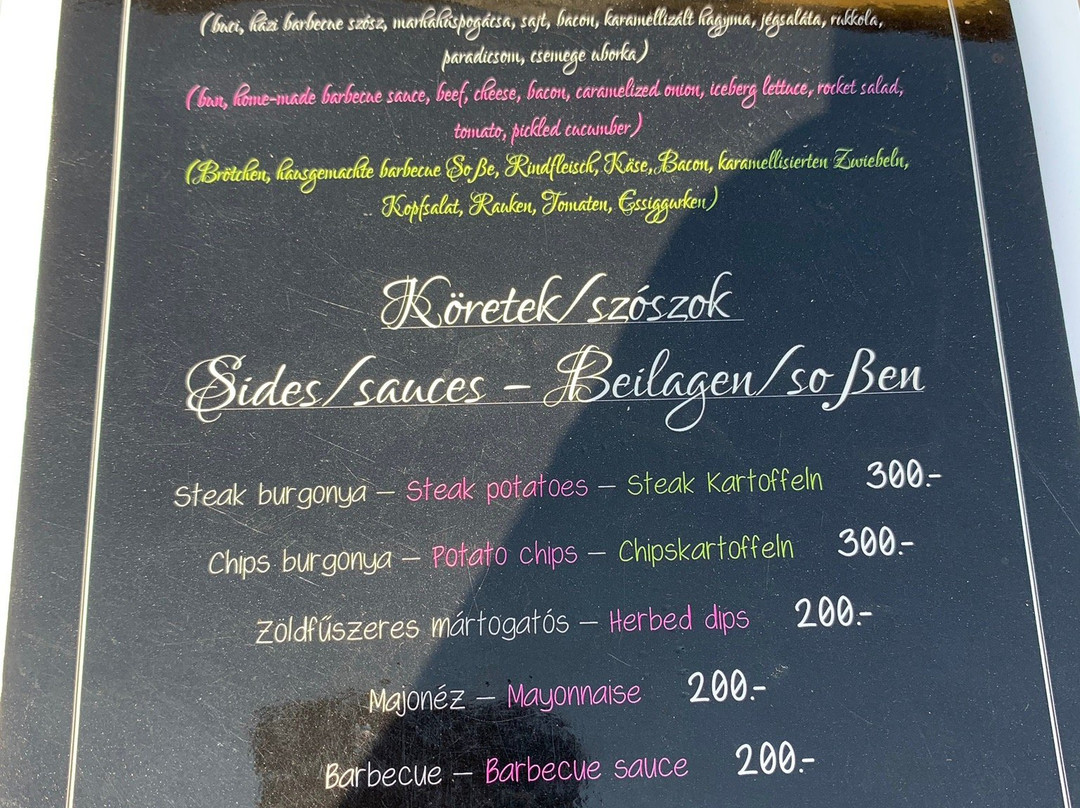 (buci, házi barbecue szósz, marhahúspogácsa, sajt, bacon, karamellizált hagyma, jégsaláta, rukkola,
paradicsom, csemege uborka)
(bun, home-made barbecue sauce, beef, cheese, bacon, caramelized onion, iceberg lettuce, rocket salad,
tomato, pickled cucumber)
(Brötchen, hausgemachte barbecue Soße, Rindfleisch, Käse, Bacon, karamellisierten Zwiebeln,
Kopfsalat, Rauken, Tomaten, Essiggurken)
Köretek/szószok
Sides/sauces – Beilagen/soßen
Steak burgonya – Steak potatoes – Steak Kartoffeln 300.-
Chips burgonya – Potato chips – Chipskartoffeln 300.-
Zöldfűszeres mártogatós – Herbed dips 200.-
Majonéz – Mayonnaise 200.-
Barbecue – Barbecue sauce 200.-